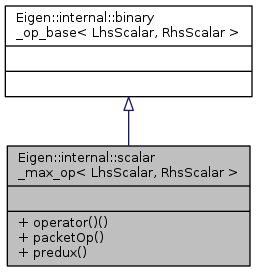 Eigen::internal::binary
_op_base< LhsScalar, RhsScalar >
Eigen::internal::scalar
_max_op< LhsScalar, RhsScalar >
+ operator()()
+ packetOp()
+ predux()